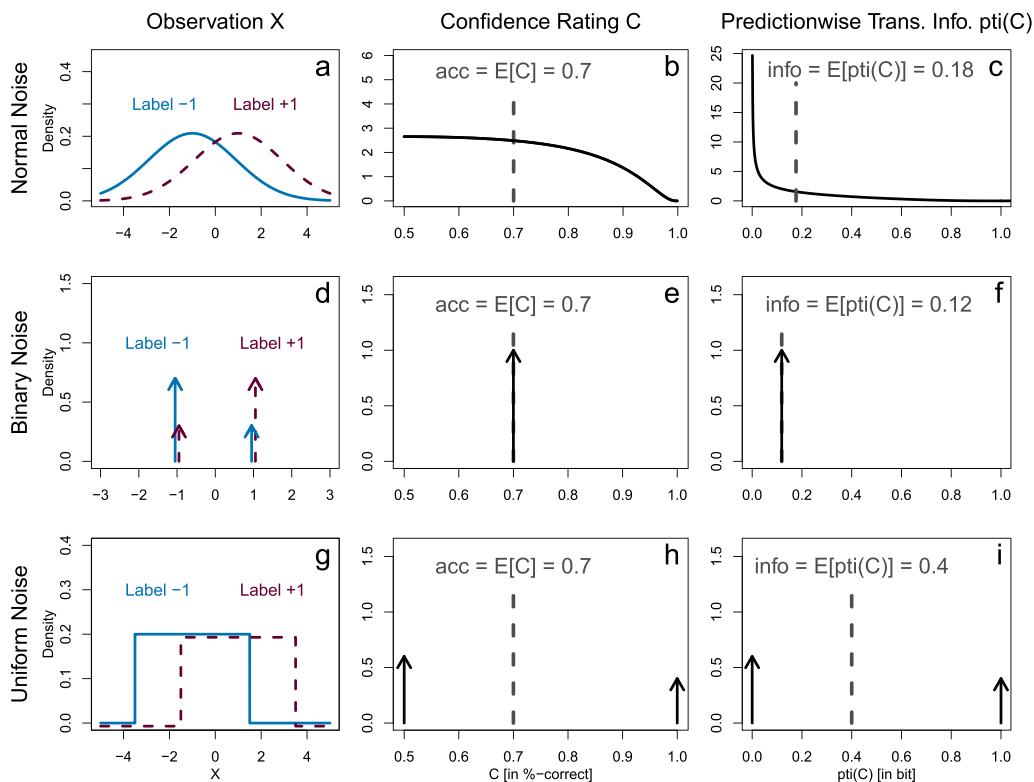 Observation X
Confidence Rating C
Predictionwise Trans. Info. pti(C)
Normal Noise
Density
0.0 0.2 0.4
a
Label −1
Label +1
−4 −2 0 2 4
0 1 2 3 4 5 6
acc = E[C] = 0.7
b
0.5 0.6 0.7 0.8 0.9 1.0
0 5 10 15 20 25
info = E[pti(C)] = 0.18
c
0.0 0.2 0.4 0.6 0.8 1.0
Binary Noise
Density
0.0 0.5 1.0 1.5
d
Label −1
Label +1
−3 −2 −1 0 1 2 3
0.0 0.5 1.0 1.5
acc = E[C] = 0.7
e
0.5 0.6 0.7 0.8 0.9 1.0
0.0 0.5 1.0 1.5
info = E[pti(C)] = 0.12
f
0.0 0.2 0.4 0.6 0.8 1.0
Uniform Noise
Density
0.0 0.1 0.2 0.3 0.4
g
Label −1
Label +1
−4 −2 0 2 4
X
0.0 0.5 1.0 1.5
acc = E[C] = 0.7
h
0.5 0.6 0.7 0.8 0.9 1.0
C [in %−correct]
0.0 0.5 1.0 1.5
info = E[pti(C)] = 0.4
i
0.0 0.2 0.4 0.6 0.8 1.0
pti(C) [in bit]